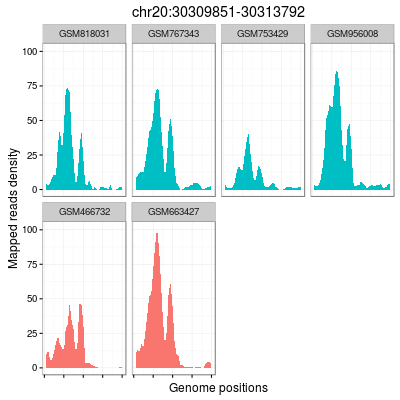 chr20:30309851-30313792
GSM818031 GSM767343 GSM753429 GSM956008
100
75
50
25
0
Mapped reads density
GSM466732 GSM663427
100
75
50
25
0
Genome positions